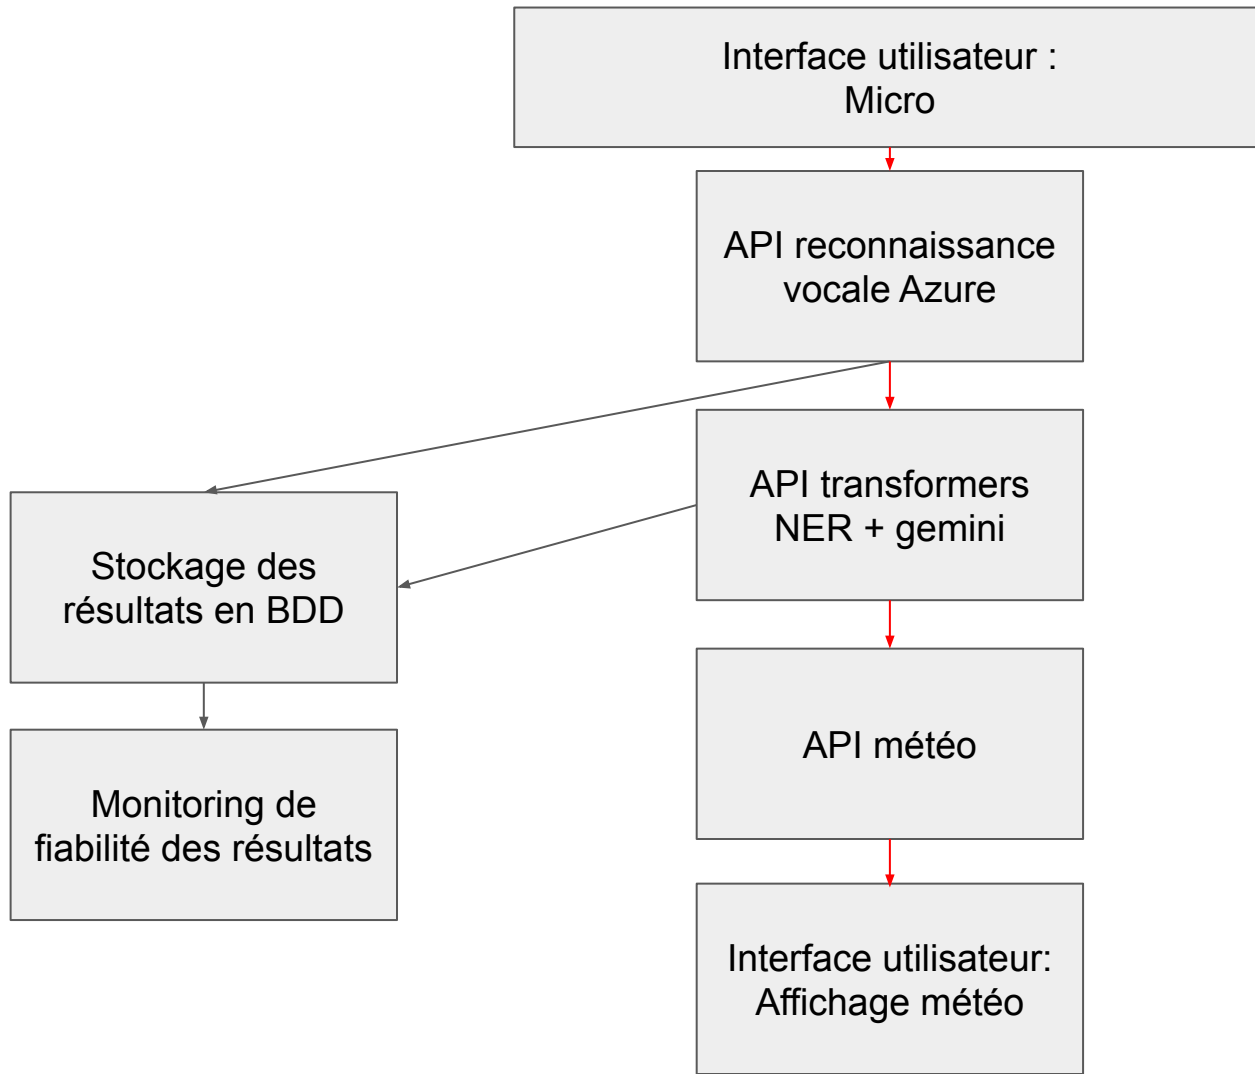 Interface utilisateur :
Micro
API reconnaissance
vocale Azure
API transformers
NER + gemini
Stockage des
résultats en BDD
API météo
Monitoring de
fiabilité des résultats
Interface utilisateur:
Affichage météo